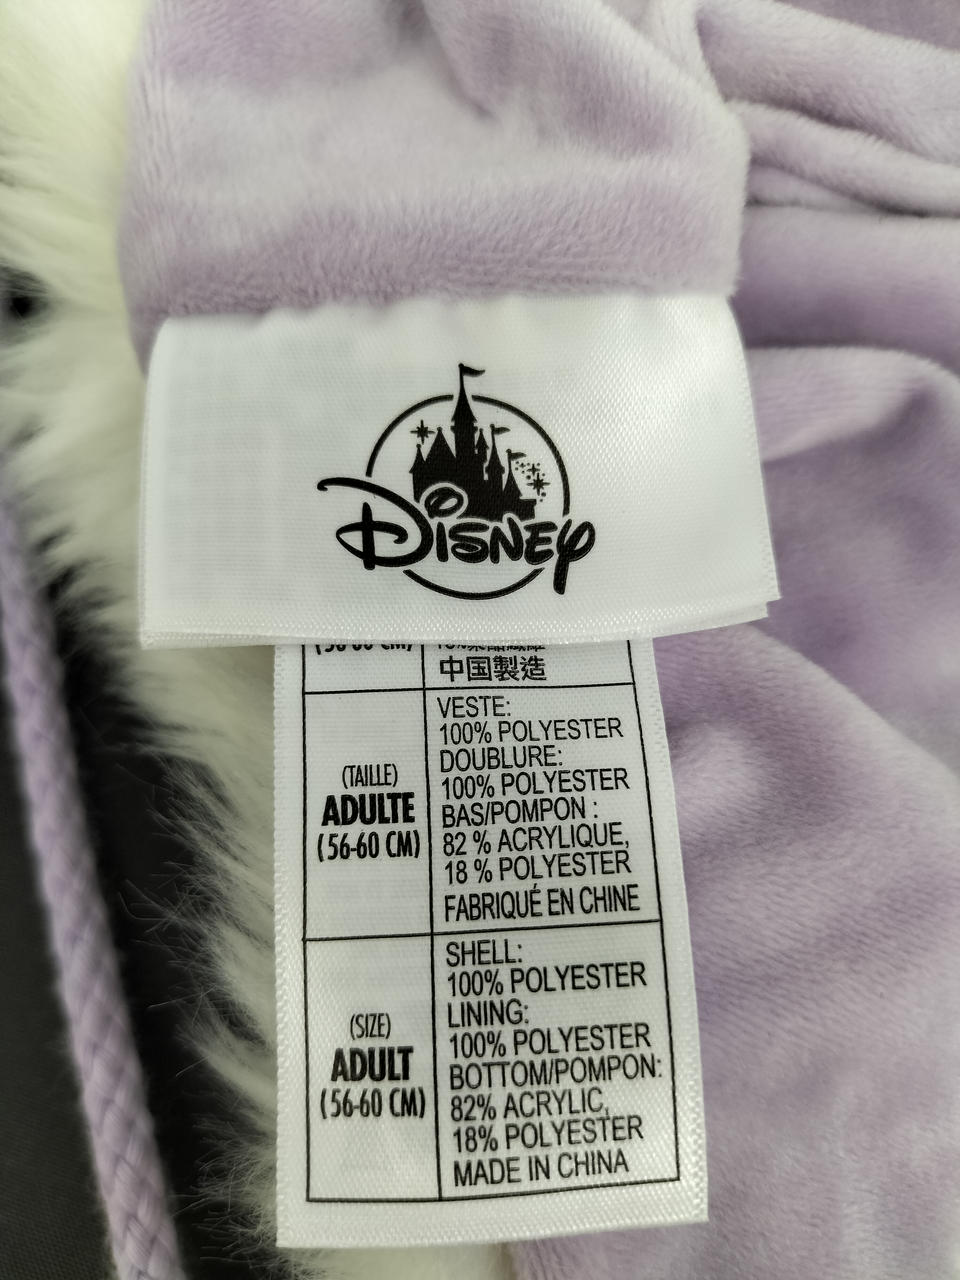 Disney
中国製造
VESTE:
100% POLYESTER
DOUBLURE:
100% POLYESTER
BAS/POMPON :
82 % ACRYLIQUE,
18 % POLYESTER
FABRIQUÉ EN CHINE
(TAILLE)
ADULTE
(56-60 CM)
SHELL:
100% POLYESTER
LINING:
100% POLYESTER
BOTTOM/POMPON:
82% ACRYLIC,
18% POLYESTER
MADE IN CHINA
(SIZE)
ADULT
(56-60 CM)